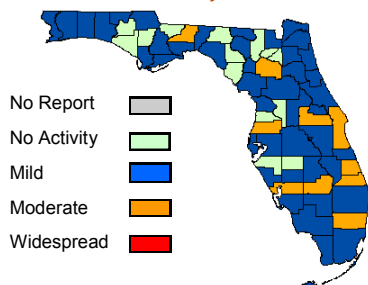 No Report
No Activity
Mild
Moderate
Widespread